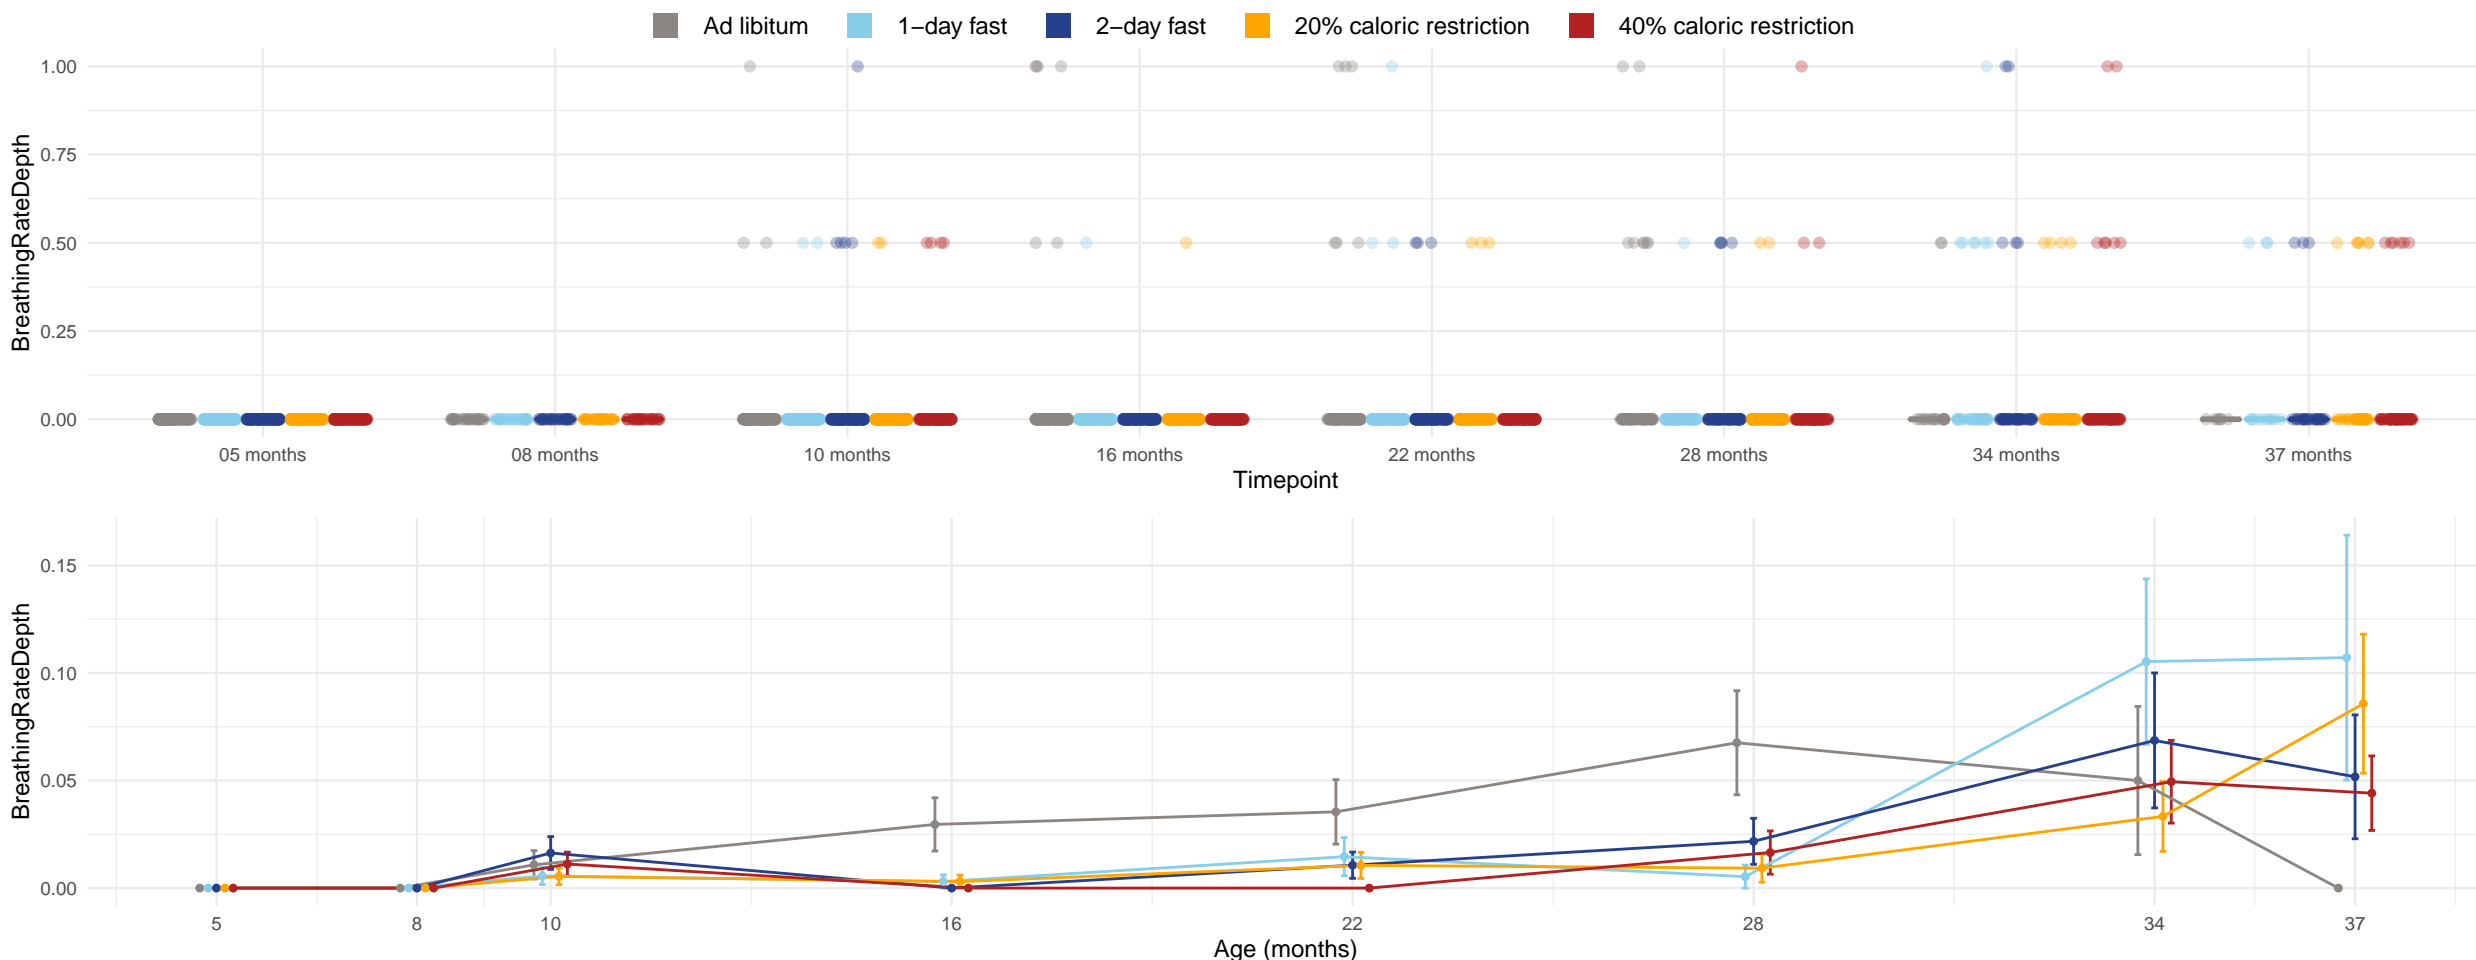 Ad libitum 1−day fast 2−day fast 20% caloric restriction 40% caloric restriction
BreathingRateDepth
1.00
0.75
0.50
0.25
0.00
05 months 08 months 10 months 16 months 22 months 28 months 34 months 37 months
Timepoint
BreathingRateDepth
0.15
0.10
0.05
0.00
5 8 10 16 22 28 34 37
Age (months)